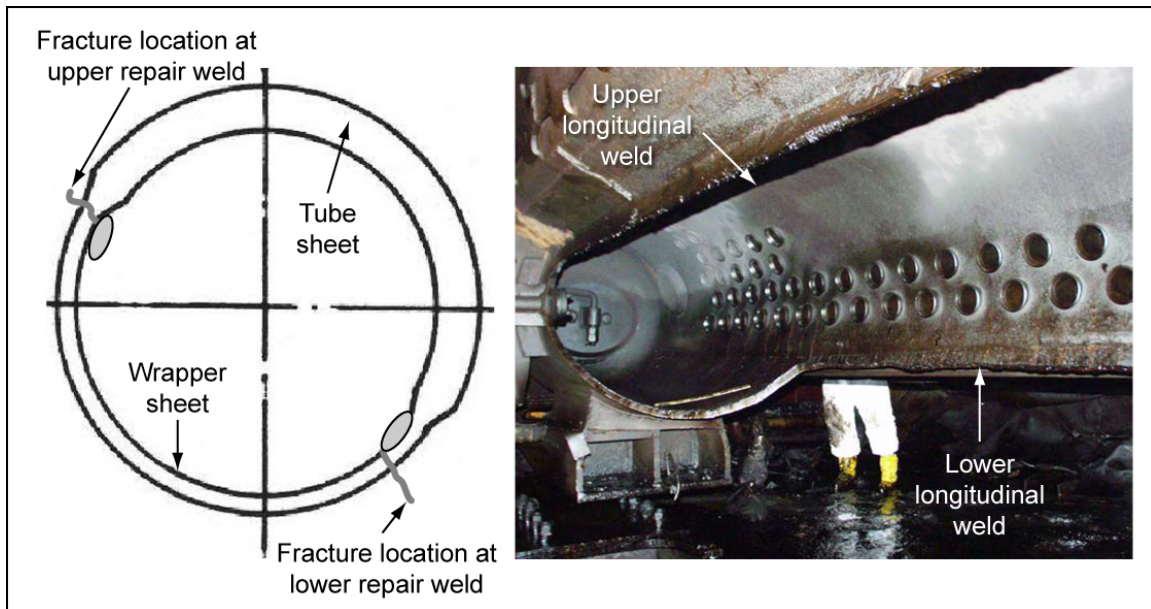 Fracture location at
upper repair weld
Tube
sheet
Wrapper
sheet
Fracture location at
lower repair weld
Upper
longitudinal
weld
Lower
longitudinal
weld